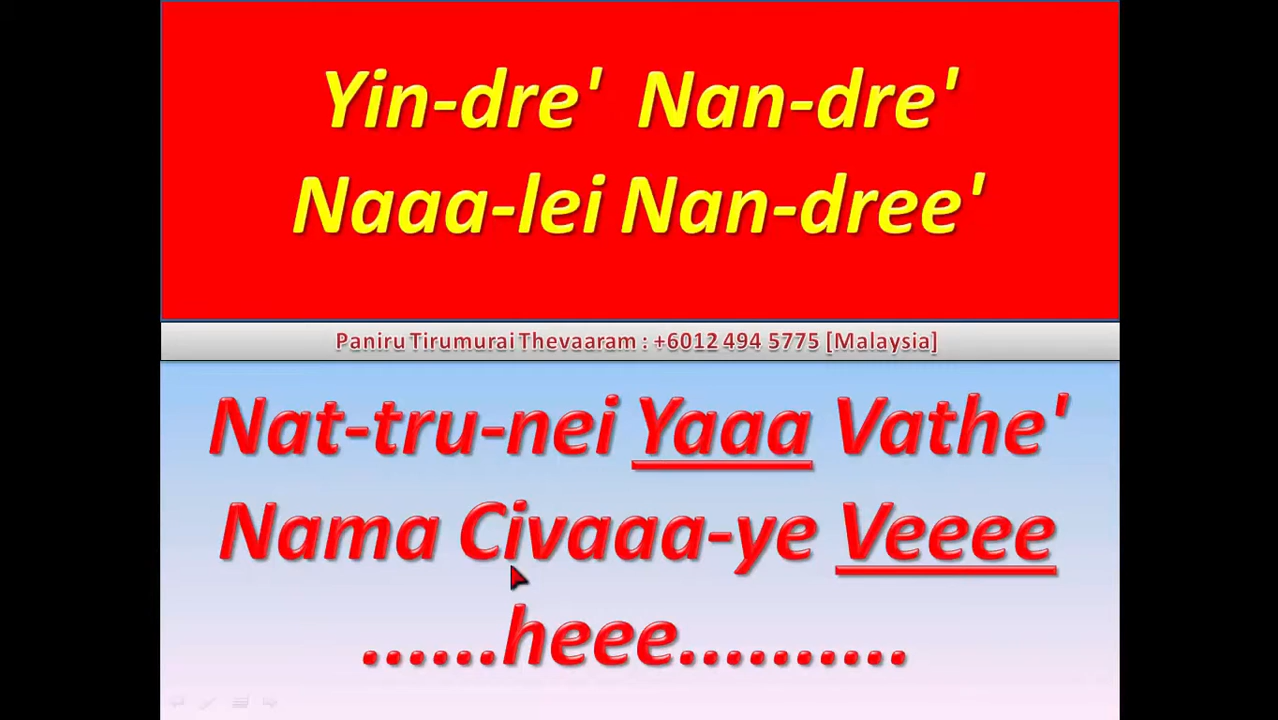 Yin-dre' Nan-dre'
Naaa-lei Nan-dree'
Paniru Tirumurai Thevaaram : +6012 494 5775 [Malaysia]
Nat-tru-nei Yaaa Vathe'
Nama Civaaa-ye Veeee
......heee..........